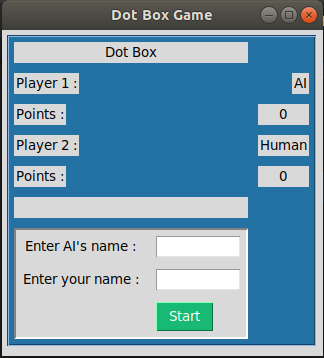 Dot Box Game
Dot Box
Player 1 : AI
Points : 0
Player 2 : Human
Points : 0
Enter AI's name :
Enter your name :
Start